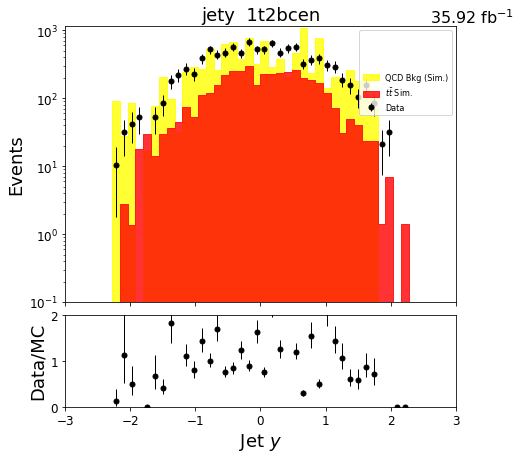 jety 1t2bcen
35.92 fb⁻¹
QCD Bkg (Sim.)
tt̄ Sim.
Data
Events
10³
10²
10¹
10⁰
10⁻¹
Data/MC
2
1
0
−3 −2 −1 0 1 2 3
Jet y